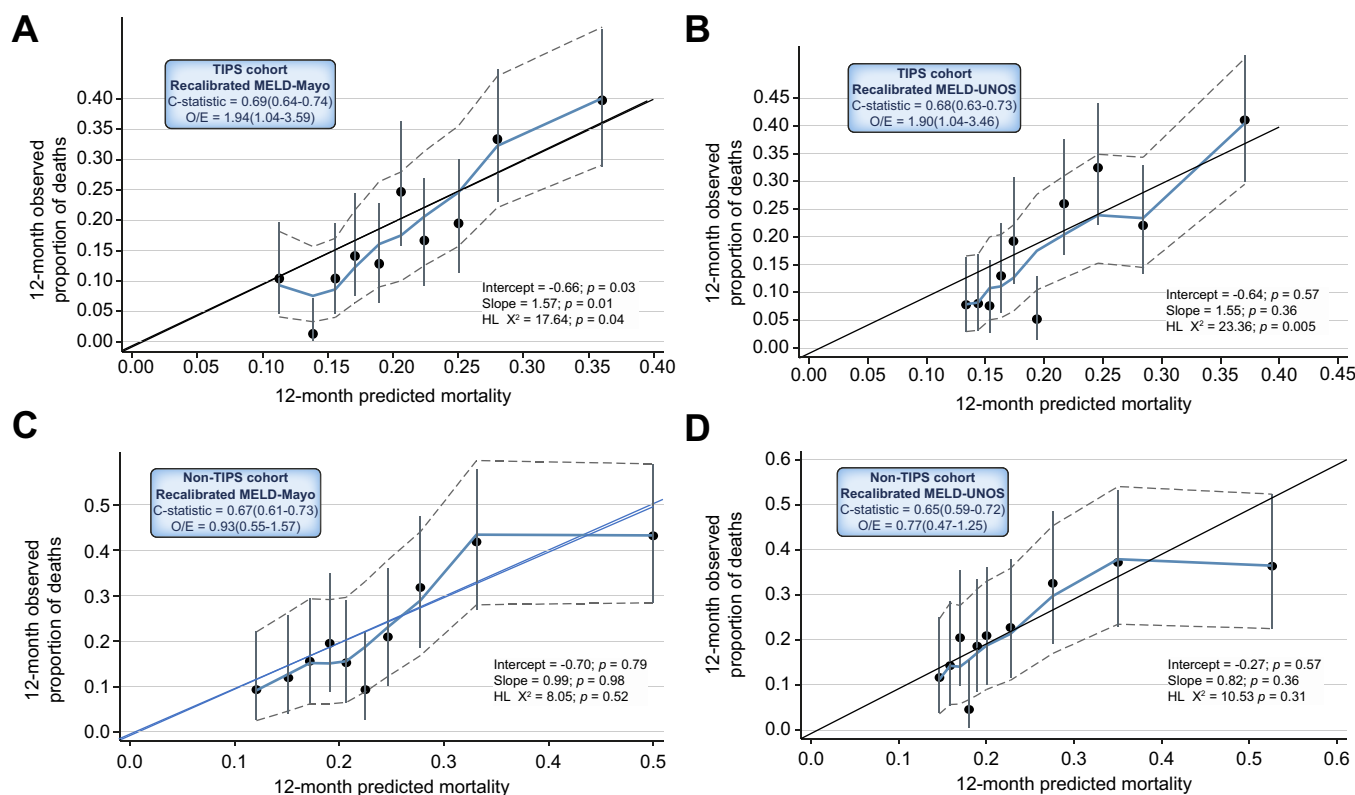 A
TIPS cohort
Recalibrated MELD-Mayo
C-statistic = 0.69(0.64-0.74)
O/E = 1.94(1.04-3.59)
12-month observed
proportion of deaths
0.40
0.35
0.30
0.25
0.20
0.15
0.10
0.05
0.00
Intercept = -0.66; p = 0.03
Slope = 1.57; p = 0.01
HL X² = 17.64; p = 0.04
0.00 0.05 0.10 0.15 0.20 0.25 0.30 0.35 0.40
12-month predicted mortality
B
TIPS cohort
Recalibrated MELD-UNOS
C-statistic = 0.68(0.63-0.73)
O/E = 1.90(1.04-3.46)
12-month observed
proportion of deaths
0.45
0.40
0.35
0.30
0.25
0.20
0.15
0.10
0.05
0.00
Intercept = -0.64; p = 0.57
Slope = 1.55; p = 0.36
HL X² = 23.36; p = 0.005
0.00 0.05 0.10 0.15 0.20 0.25 0.30 0.35 0.40 0.45
12-month predicted mortality
C
Non-TIPS cohort
Recalibrated MELD-Mayo
C-statistic = 0.67(0.61-0.73)
O/E = 0.93(0.55-1.57)
12-month observed
proportion of deaths
0.5
0.4
0.3
0.2
0.1
0.0
Intercept = -0.70; p = 0.79
Slope = 0.99; p = 0.98
HL X² = 8.05; p = 0.52
0.0 0.1 0.2 0.3 0.4 0.5
12-month predicted mortality
D
Non-TIPS cohort
Recalibrated MELD-UNOS
C-statistic = 0.65(0.59-0.72)
O/E = 0.77(0.47-1.25)
12-month observed
proportion of deaths
0.6
0.5
0.4
0.3
0.2
0.1
0.0
Intercept = -0.27; p = 0.57
Slope = 0.82; p = 0.36
HL X² = 10.53 p = 0.31
0.0 0.1 0.2 0.3 0.4 0.5 0.6
12-month predicted mortality